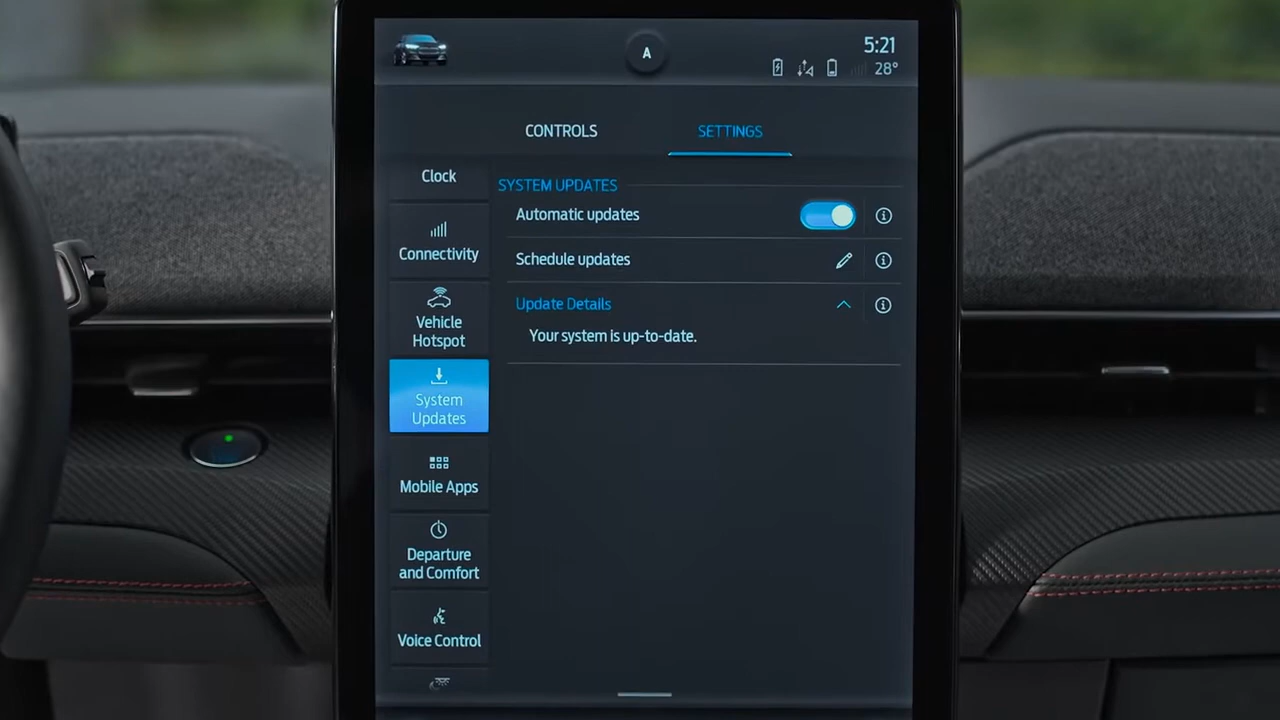 A
5:21
28°
CONTROLS
SETTINGS
Clock
Connectivity
Vehicle
Hotspot
System
Updates
Mobile Apps
Departure
and Comfort
Voice Control
SYSTEM UPDATES
Automatic updates
Schedule updates
Update Details
Your system is up-to-date.